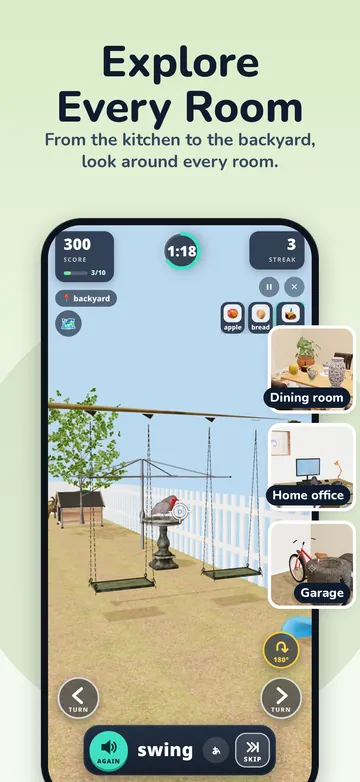 Explore
Every Room
From the kitchen to the backyard,
look around every room.
300
SCORE
3/10
1:18
3
STREAK
backyard
apple
bread
Dining room
Home office
Garage
180°
TURN
TURN
AGAIN
swing
あ
SKIP